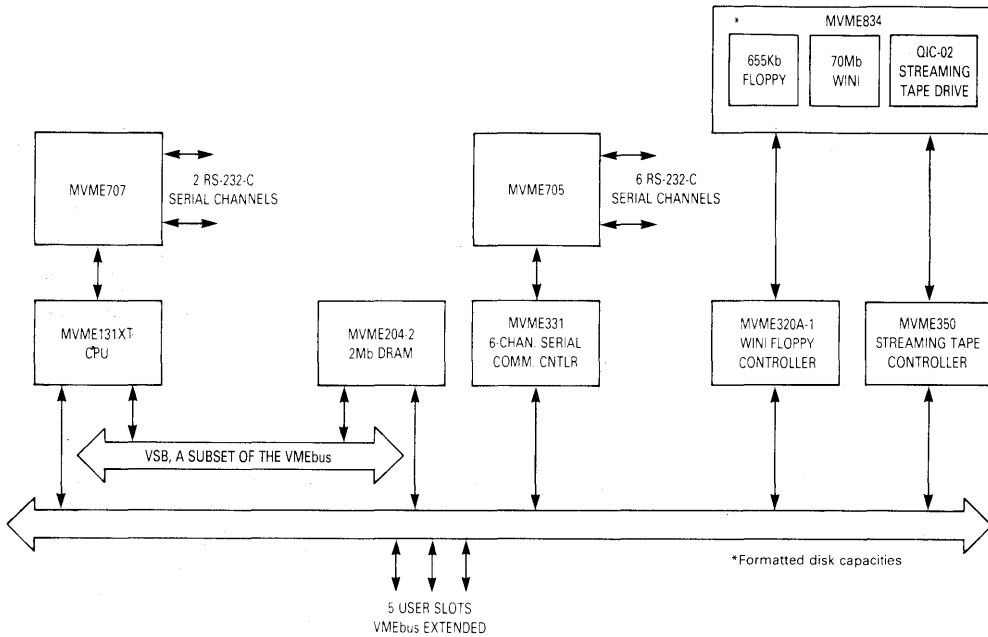 *
MVME834
655Kb
FLOPPY
70Mb
WINI
QIC-02
STREAMING
TAPE DRIVE
MVME707
2 RS-232-C
SERIAL CHANNELS
MVME705
6 RS-232-C
SERIAL CHANNELS
MVME131XT
CPU
MVME204-2
2Mb DRAM
MVME331
6-CHAN. SERIAL
COMM. CNTLR
MVME320A-1
WINI FLOPPY
CONTROLLER
MVME350
STREAMING TAPE
CONTROLLER
VSB, A SUBSET OF THE VMEbus
*Formatted disk capacities
5 USER SLOTS
VMEbus EXTENDED